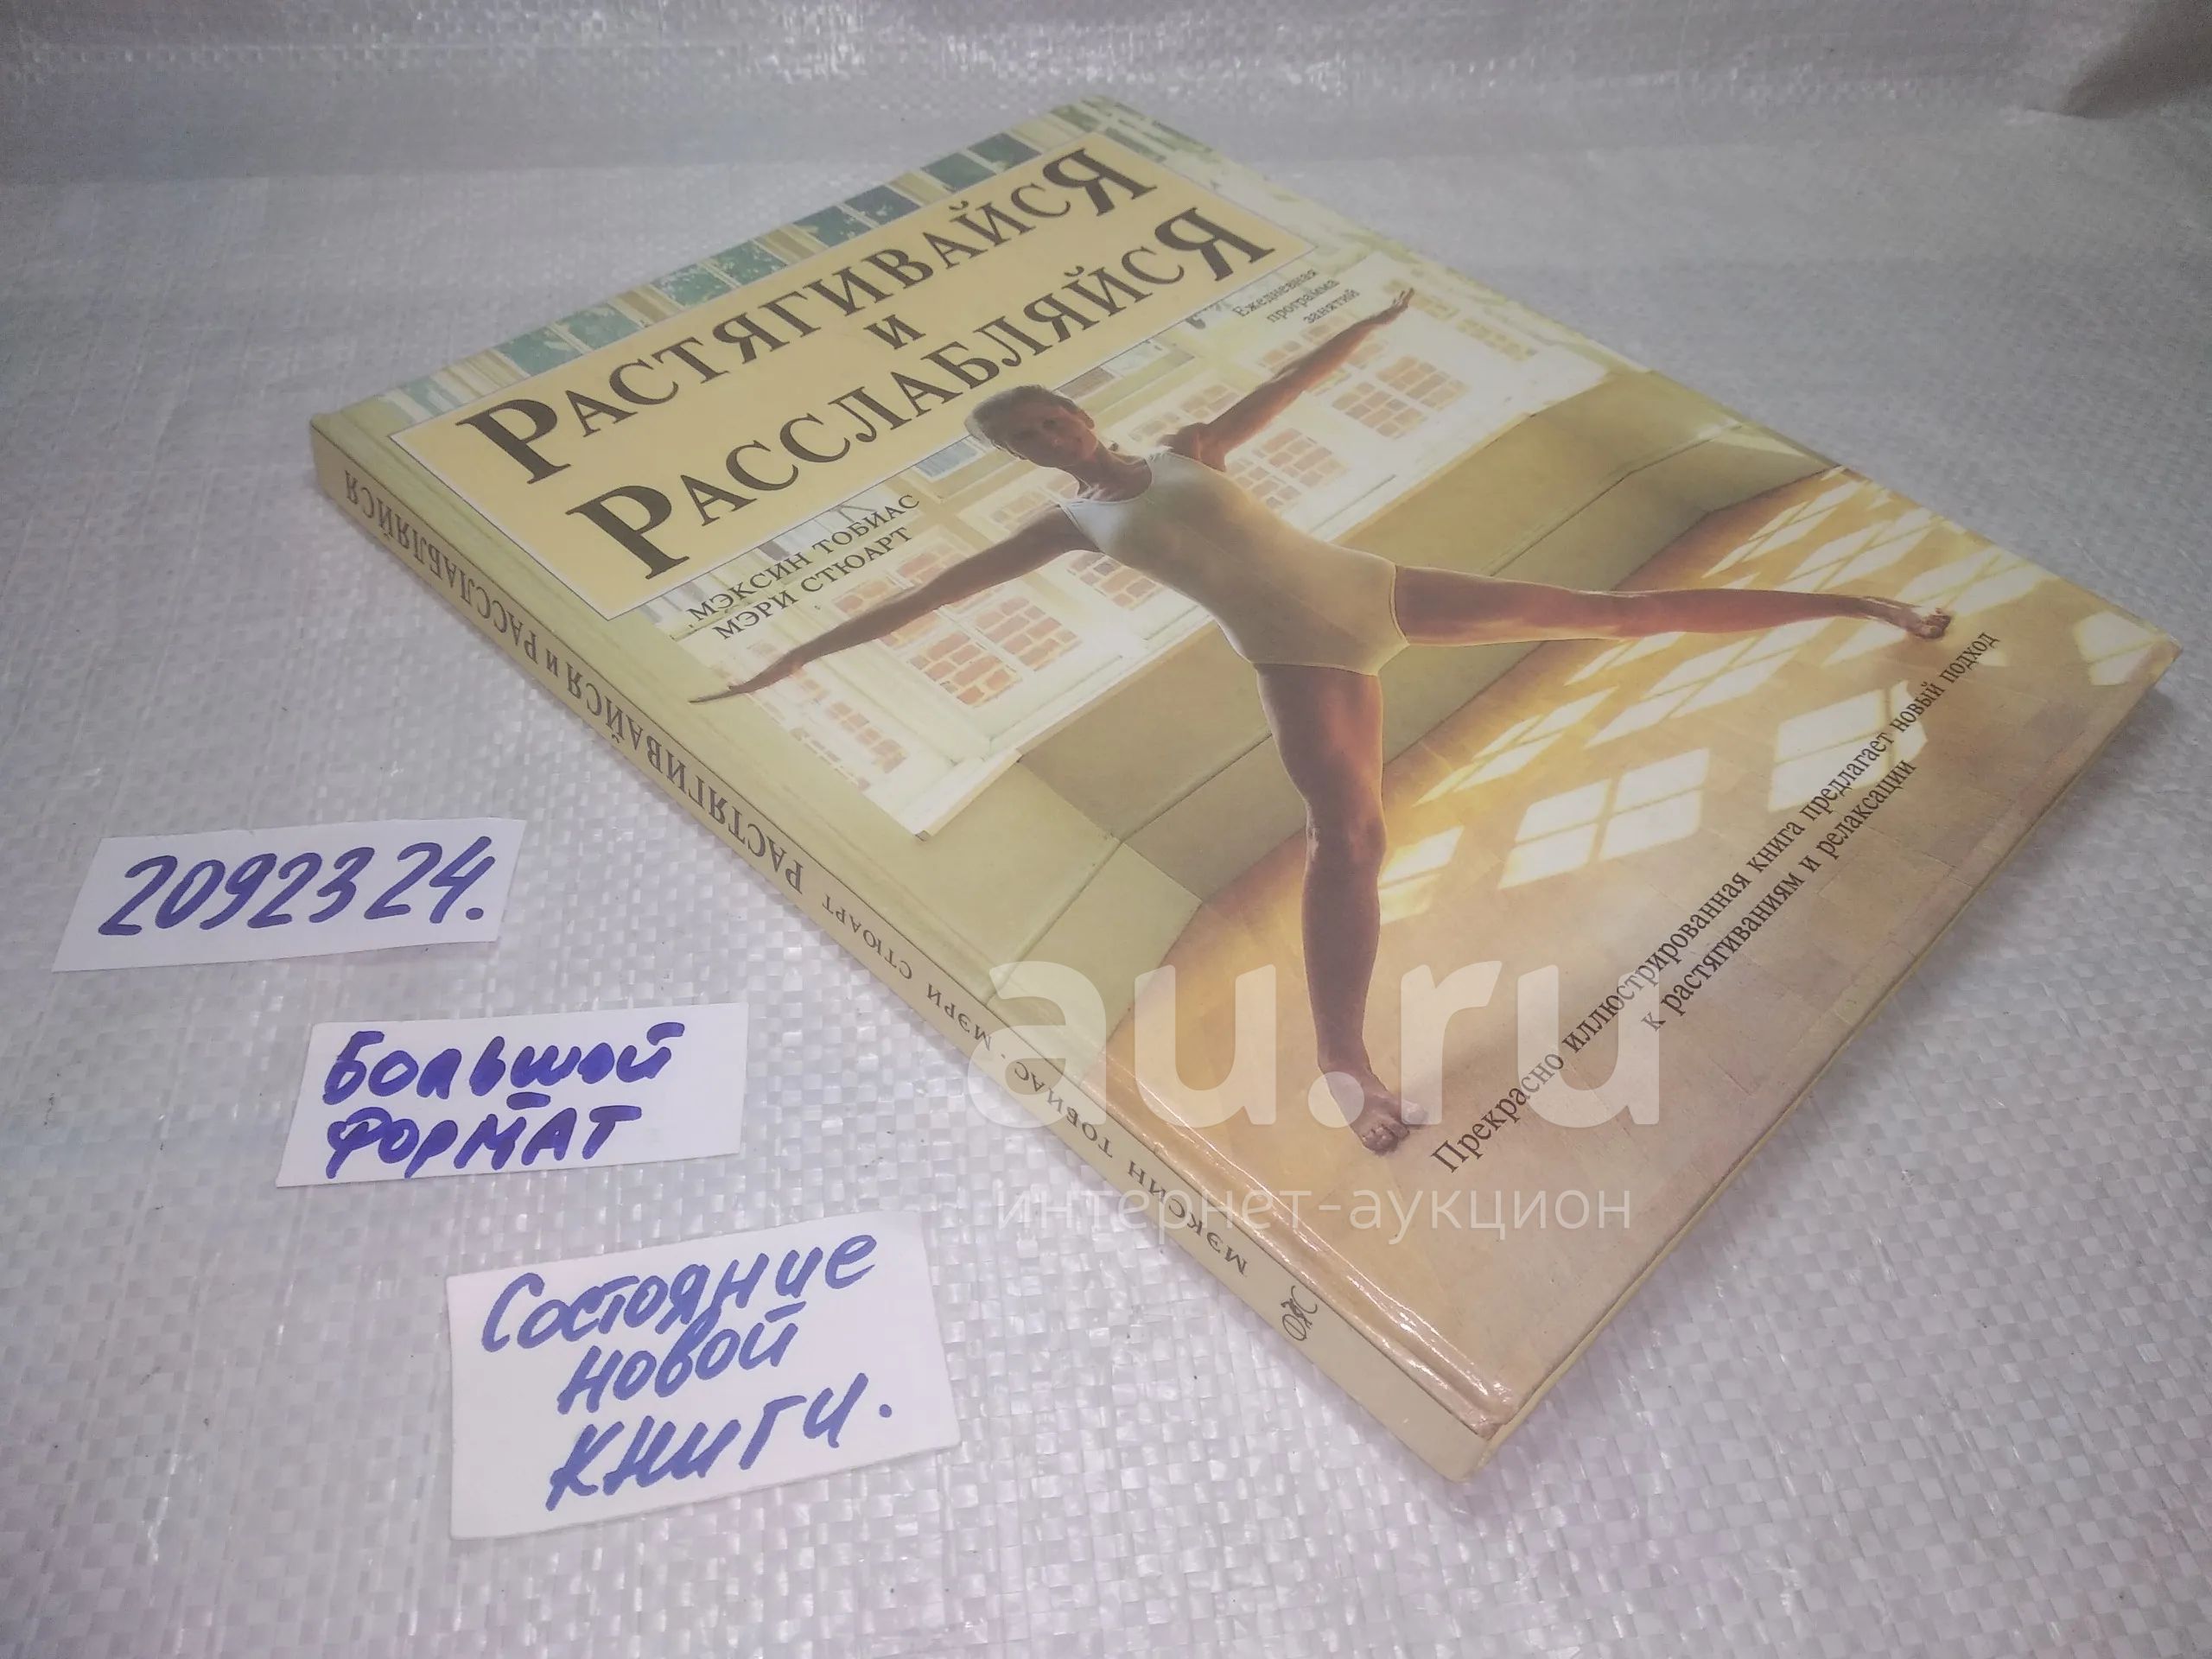 РАСТЯГИВАЙСЯ
И
РАССЛАБЛЯЙСЯ
Ежедневная
программа
занятий
МЭКСИН ТОБИАС
МЭРИ СТЮАРТ
Прекрасно иллюстрированная книга предлагает новый подход
к растягиваниям и релаксации
МЭКСИН ТОБИАС · МЭРИ СТЮАРТ РАСТЯГИВАЙСЯ И РАССЛАБЛЯЙСЯ
2092324.
БОЛЬШОЙ
ФОРМАТ
Состояние
новой
книги.
au.ru
интернет-аукцион